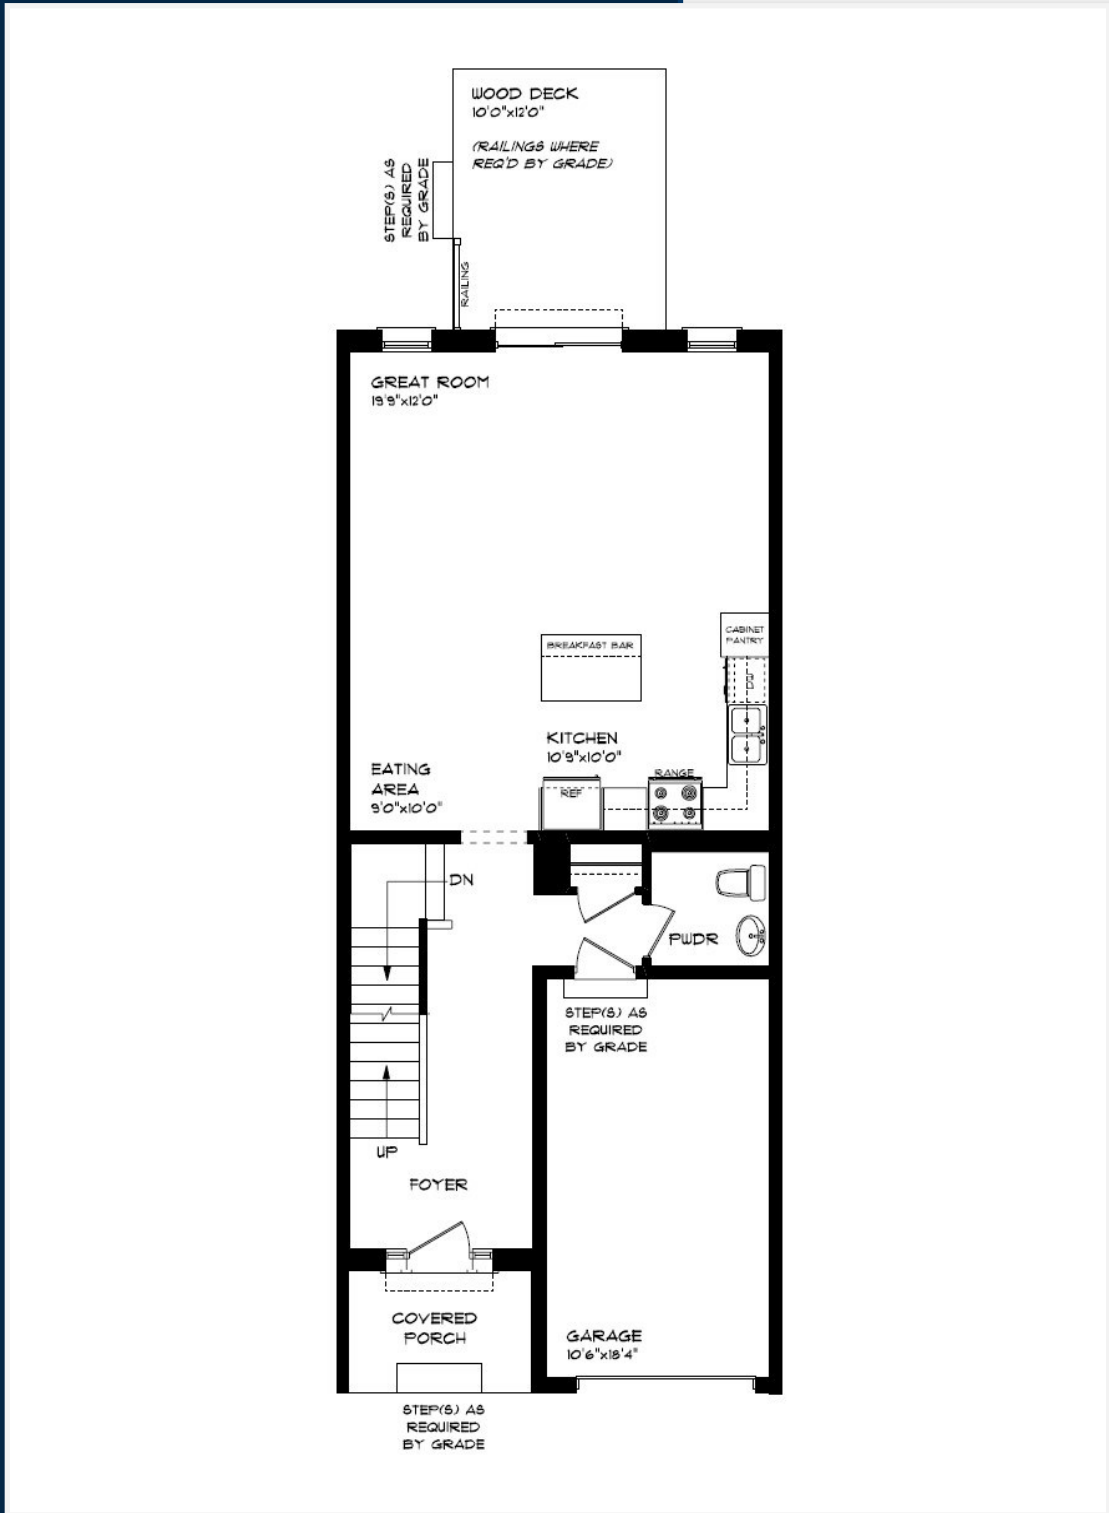 WOOD DECK
10'0"x12'0"
(RAILINGS WHERE
REQ'D BY GRADE)
STEP(S) AS
REQUIRED
BY GRADE
RAILING
GREAT ROOM
19'9"x12'0"
CABINET
PANTRY
BREAKFAST BAR
DW
KITCHEN
10'9"x10'0"
EATING
AREA
9'0"x10'0"
RANGE
REF
DN
PWDR
STEP(S) AS
REQUIRED
BY GRADE
UP
FOYER
COVERED
PORCH
GARAGE
10'6"x18'4"
STEP(S) AS
REQUIRED
BY GRADE